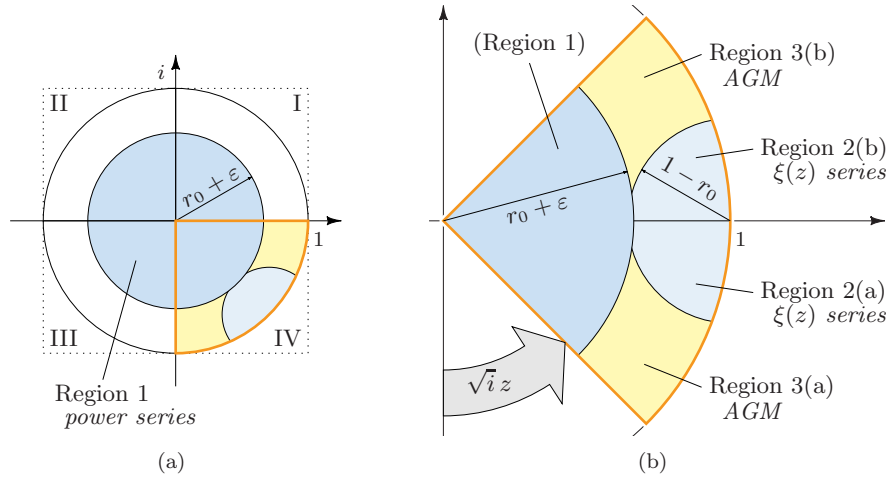 i
II
I
r₀ + ε
1
III
IV
Region 1
power series
(a)
(Region 1)
Region 3(b)
AGM
Region 2(b)
ξ(z) series
1−r₀
r₀ + ε
1
Region 2(a)
ξ(z) series
√i z
Region 3(a)
AGM
(b)